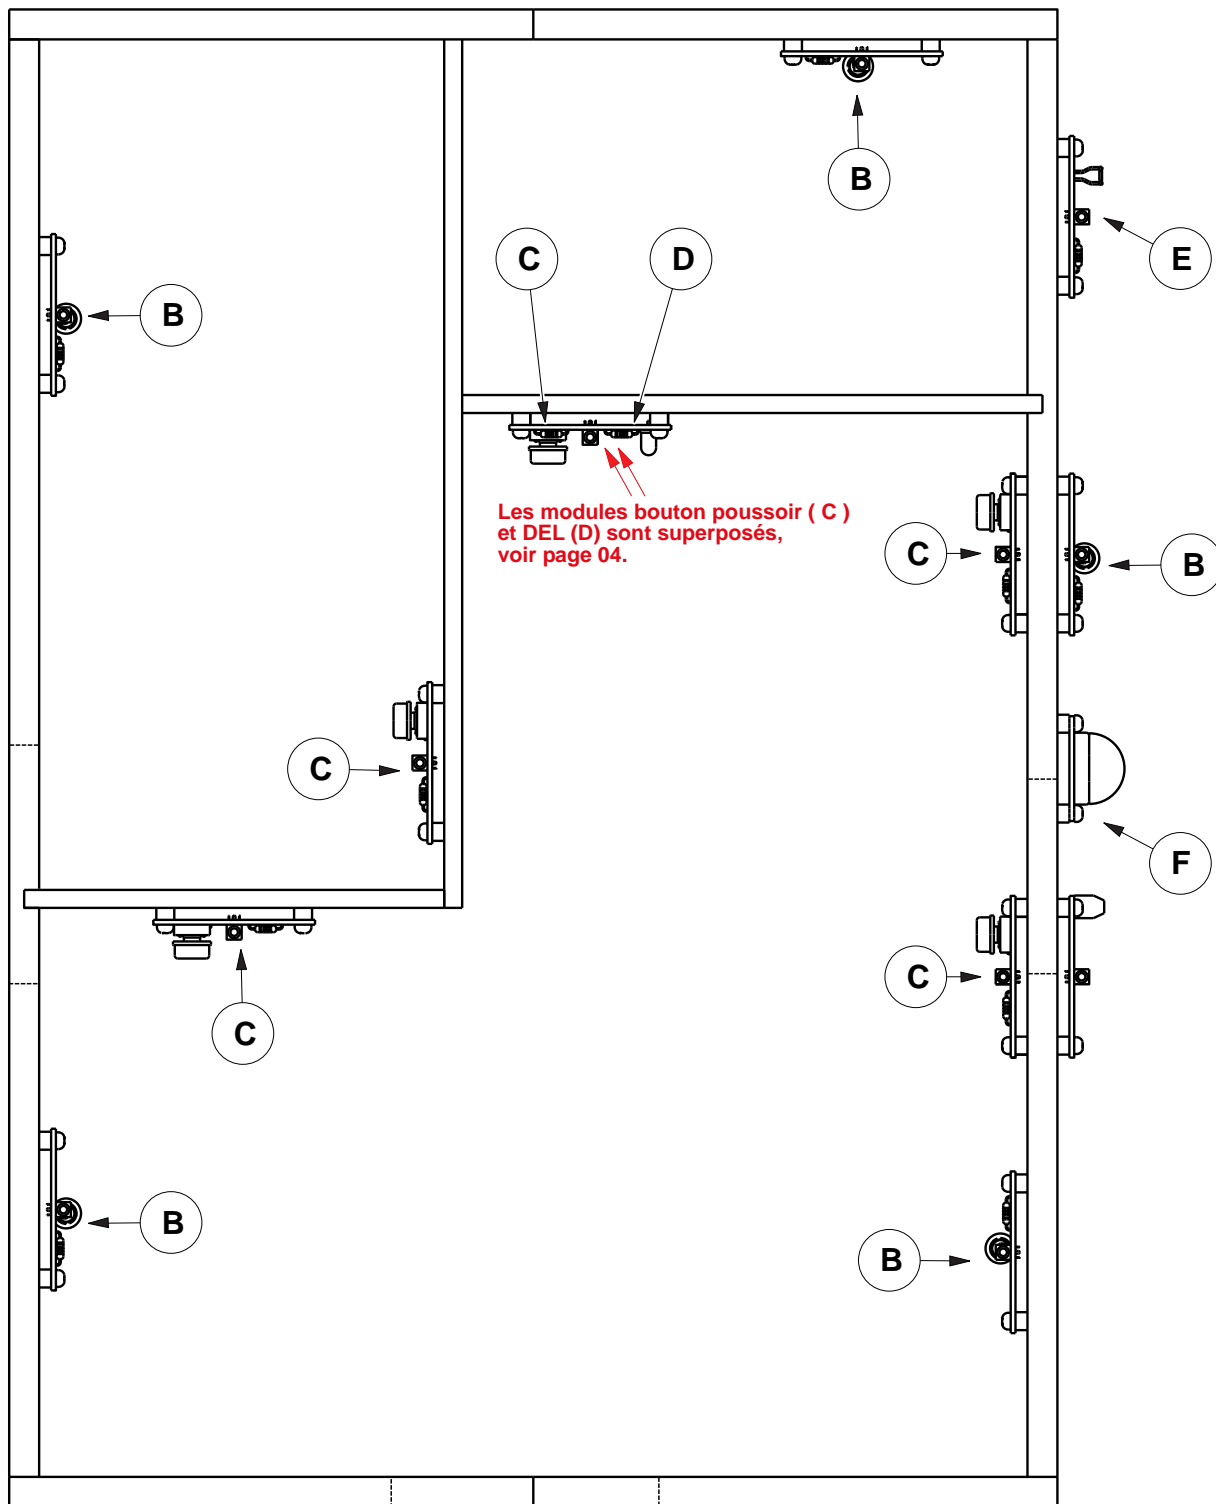 B
C
D
E
B
Les modules bouton poussoir ( C )
et DEL (D) sont superposés,
voir page 04.
C
B
C
F
C
C
B
B